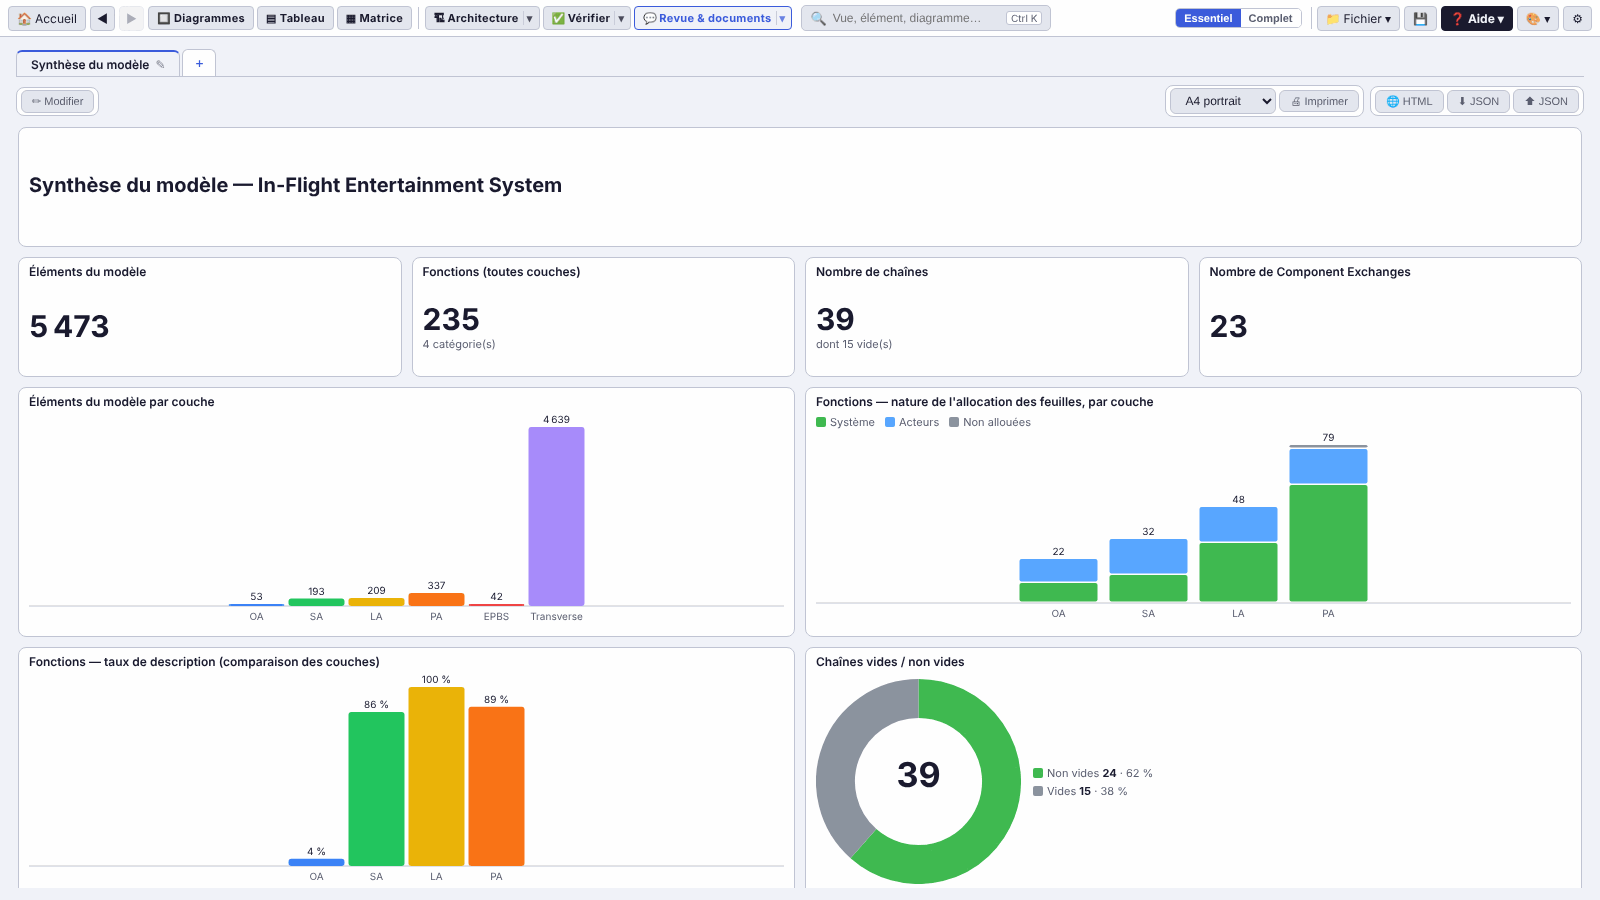 🏠 Accueil ◀ ▶ 🔲 Diagrammes ▤ Tableau ▦ Matrice 🏗 Architecture ▾ ✅ Vérifier ▾ 💬 Revue & documents ▾ 🔍 Vue, élément, diagramme… Ctrl K Essentiel Complet 📁 Fichier ▾ 💾 ❓ Aide ▾ 🎨 ▾ ⚙
Synthèse du modèle ✎ +
✏ Modifier A4 portrait 🖨 Imprimer 🌐 HTML ⬇ JSON ⬆ JSON
Synthèse du modèle — In-Flight Entertainment System
Éléments du modèle
5 473
Fonctions (toutes couches)
235
4 catégorie(s)
Nombre de chaînes
39
dont 15 vide(s)
Nombre de Component Exchanges
23
Éléments du modèle par couche
53 193 209 337 42 4 639
OA SA LA PA EPBS Transverse
Fonctions — nature de l'allocation des feuilles, par couche
Système Acteurs Non allouées
22 32 48 79
OA SA LA PA
Fonctions — taux de description (comparaison des couches)
4 % 86 % 100 % 89 %
OA SA LA PA
Chaînes vides / non vides
39
Non vides 24 · 62 %
Vides 15 · 38 %